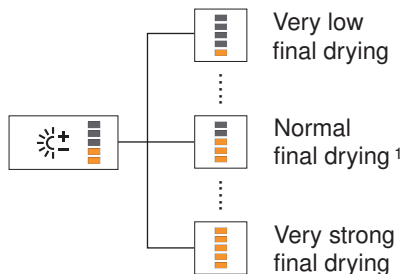 Very low
final drying
Normal
final drying 1
Very strong
final drying